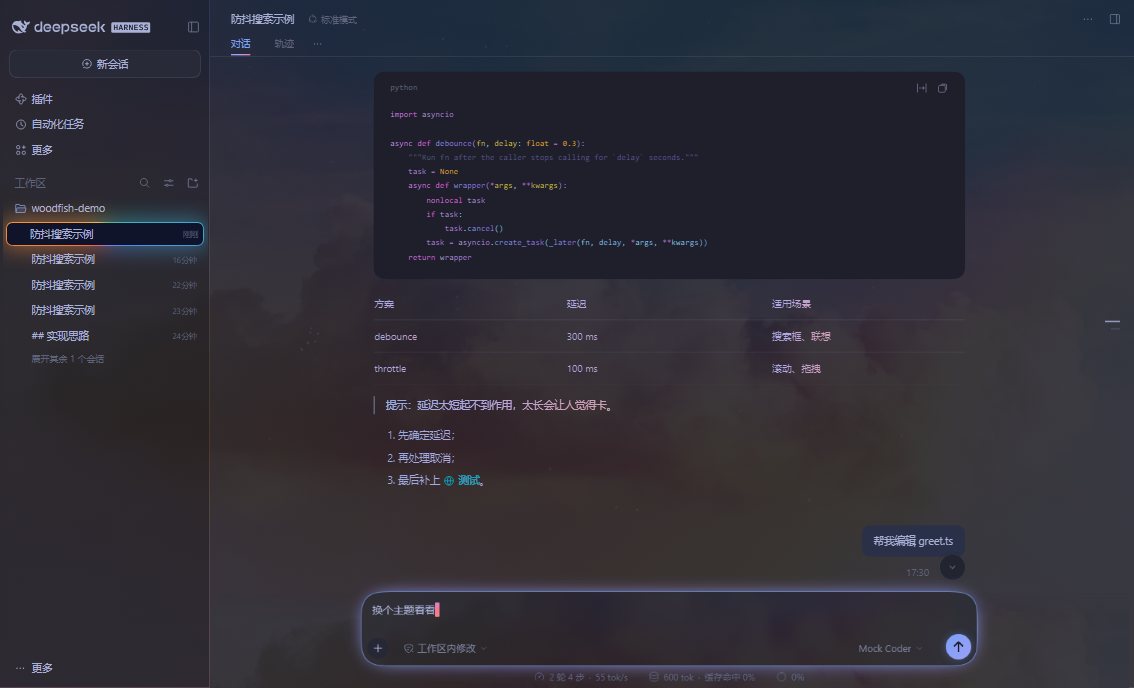 deepseek HARNESS
新会话
插件
自动化任务
更多
工作区
woodfish-demo
防抖搜索示例 刚刚
防抖搜索示例 16分钟
防抖搜索示例 22分钟
防抖搜索示例 23分钟
## 实现思路 24分钟
展开其余 1 个会话
更多
防抖搜索示例 标准模式
对话 轨迹 ···
python
import asyncio
async def debounce(fn, delay: float = 0.3):
"""Run fn after the caller stops calling for `delay` seconds."""
task = None
async def wrapper(*args, **kwargs):
nonlocal task
if task:
task.cancel()
task = asyncio.create_task(_later(fn, delay, *args, **kwargs))
return wrapper
方案 延迟 适用场景
debounce 300 ms 搜索框、联想
throttle 100 ms 滚动、拖拽
提示：延迟太短起不到作用，太长会让人觉得卡。
1. 先确定延迟；
2. 再处理取消；
3. 最后补上 测试。
帮我编辑 greet.ts
17:30
换个主题看看
工作区内修改
Mock Coder
2 轮 4 步 · 55 tok/s 600 tok · 缓存命中 0% 0%